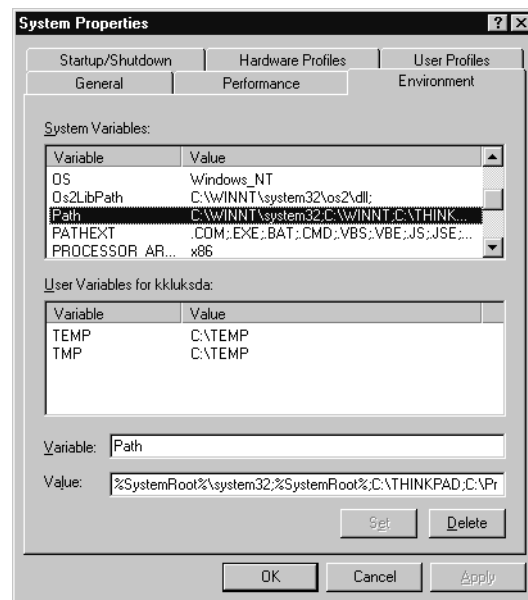 System Properties
Startup/Shutdown Hardware Profiles User Profiles
General Performance Environment
System Variables:
Variable Value
OS Windows_NT
Os2LibPath C:\WINNT\system32\os2\dll;
Path C:\WINNT\system32;C:\WINNT;C:\THINK...
PATHEXT .COM;.EXE;.BAT;.CMD;.VBS;.VBE;.JS;.JSE;...
PROCESSOR_AR... x86
User Variables for kkluksda:
Variable Value
TEMP C:\TEMP
TMP C:\TEMP
Variable: Path
Value: %SystemRoot%\system32;%SystemRoot%;C:\THINKPAD;C:\Pr
Set Delete
OK Cancel Apply